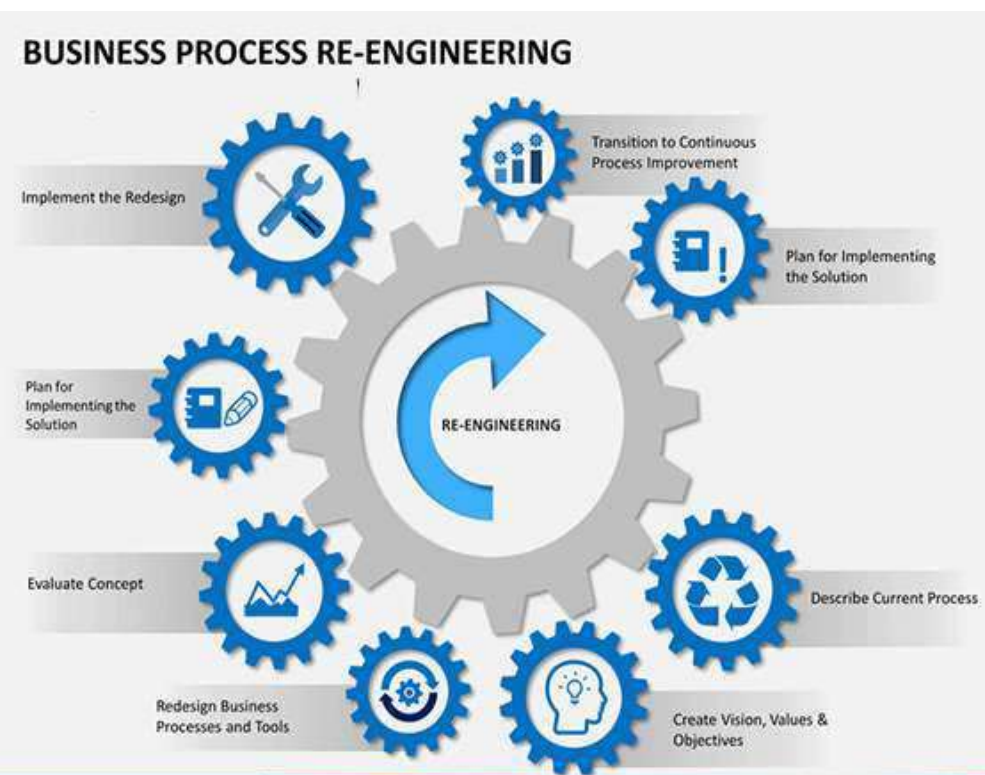 BUSINESS PROCESS RE-ENGINEERING
Transition to Continuous
Process Improvement
Implement the Redesign
Plan for Implementing
the Solution
Plan for
Implementing the
Solution
RE-ENGINEERING
Evaluate Concept
Describe Current Process
Redesign Business
Processes and Tools
Create Vision, Values &
Objectives